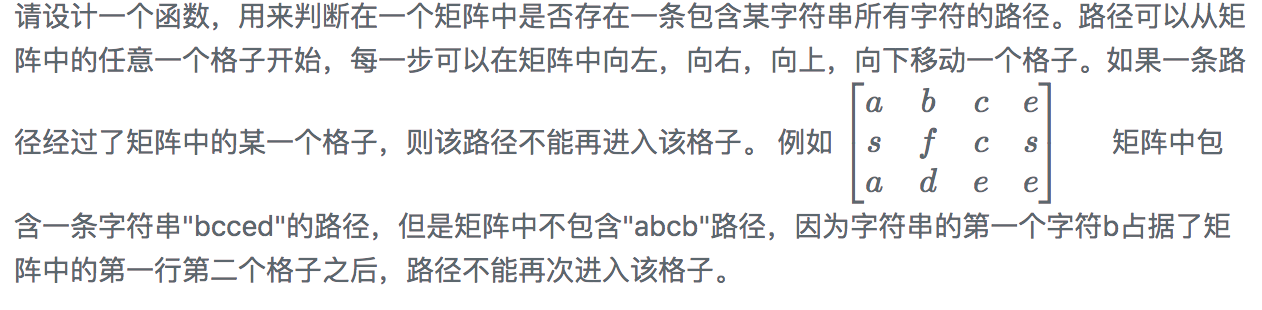 请设计一个函数，用来判断在一个矩阵中是否存在一条包含某字符串所有字符的路径。路径可以从矩
阵中的任意一个格子开始，每一步可以在矩阵中向左，向右，向上，向下移动一个格子。如果一条路
a b c e
径经过了矩阵中的某一个格子，则该路径不能再进入该格子。 例如 s f c s 矩阵中包
a d e e
含一条字符串"bcced"的路径，但是矩阵中不包含"abcb"路径，因为字符串的第一个字符b占据了矩
阵中的第一行第二个格子之后，路径不能再次进入该格子。